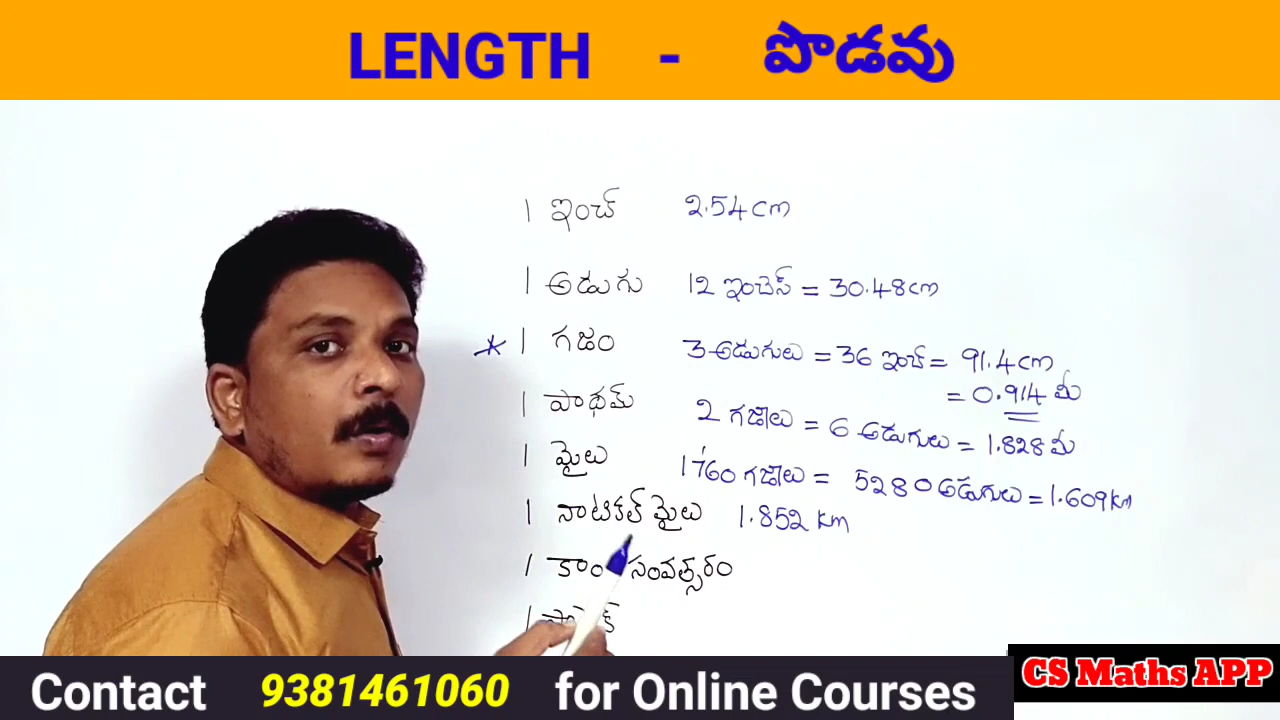 LENGTH - పొడవు
1 ఇంచ్ 2.54cm
1 అడుగు 12 ఇంచెస్ = 30.48cm
* 1 గజం 3 అడుగులు = 36 ఇంచ్ = 91.4cm
= 0.914 మీ
1 పాథమ్ 2 గజాలు = 6 అడుగులు = 1.828 మీ
1 మైలు 1760 గజాలు = 5280 అడుగులు = 1.609km
1 నాటికల్ మైలు 1.852 km
1 సంవత్సరం
1
Contact 9381461060 for Online Courses
CS Maths APP